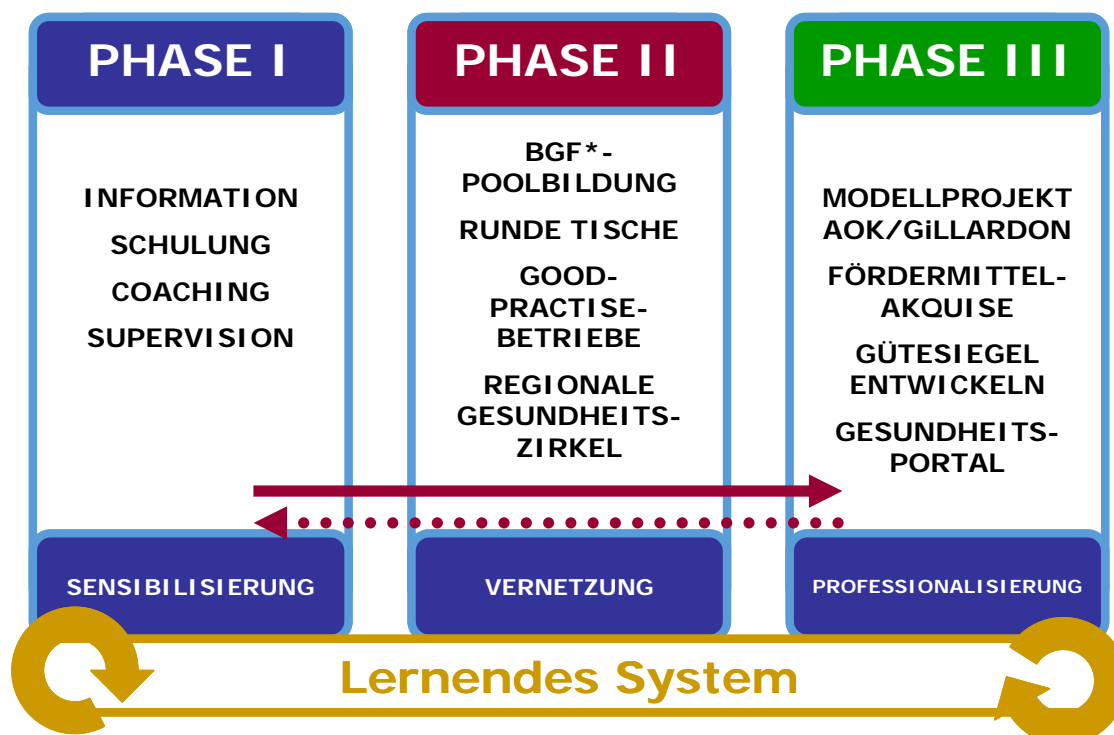 PHASE I
INFORMATION
SCHULUNG
COACHING
SUPERVISION
SENSIBILISIERUNG
PHASE II
BGF*-
POOLBILDUNG
RUNDE TISCHE
GOOD-
PRACTISE-
BETRIEBE
REGIONALE
GESUNDHEITS-
ZIRKEL
VERNETZUNG
PHASE III
MODELLPROJEKT
AOK/GiLLARDON
FÖRDERMITTEL-
AKQUISE
GÜTESIEGEL
ENTWICKELN
GESUNDHEITS-
PORTAL
PROFESSIONALISIERUNG
Lernendes System